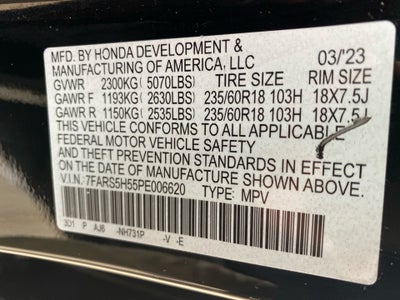 MFD. BY HONDA DEVELOPMENT &
MANUFACTURING OF AMERICA, LLC 03/'23
GVWR 2300KG (5070LBS) TIRE SIZE RIM SIZE
GAWR F 1193KG (2630LBS) 235/60R18 103H 18X7.5J
GAWR R 1150KG (2535LBS) 235/60R18 103H 18X7.5J
THIS VEHICLE CONFORMS TO ALL APPLICABLE
FEDERAL MOTOR VEHICLE SAFETY
AND THEFT PREVENTION STANDARDS IN EFFECT
ON THE DATE OF MANUFACTURE SHOWN ABOVE.
V.I.N.:7FARS5H55PE006620 TYPE: MPV
3D1 P AJ6 -NH731P -V -E